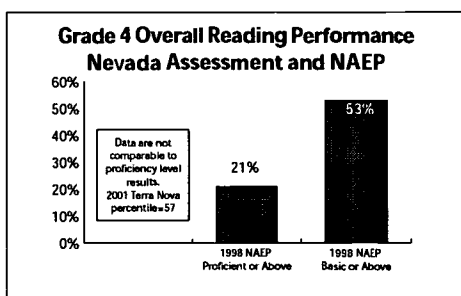 Grade 4 Overall Reading Performance
Nevada Assessment and NAEP
60%
50%
40%
30%
20%
10%
0%
Data are not
comparable to
proficiency level
results.
2001 Terra Nova
percentile=57
21%
53%
1998 NAEP
Proficient or Above
1998 NAEP
Basic or Above